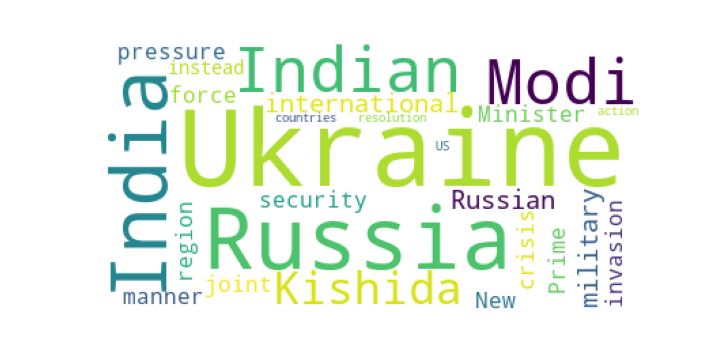 pressure
instead
Indian
Modi
force
international
Minister
action
countries
resolution
India
Ukraine
US
security
Russian
region
Russia
crisis
Prime
military
invasion
manner
joint
Kishida
New